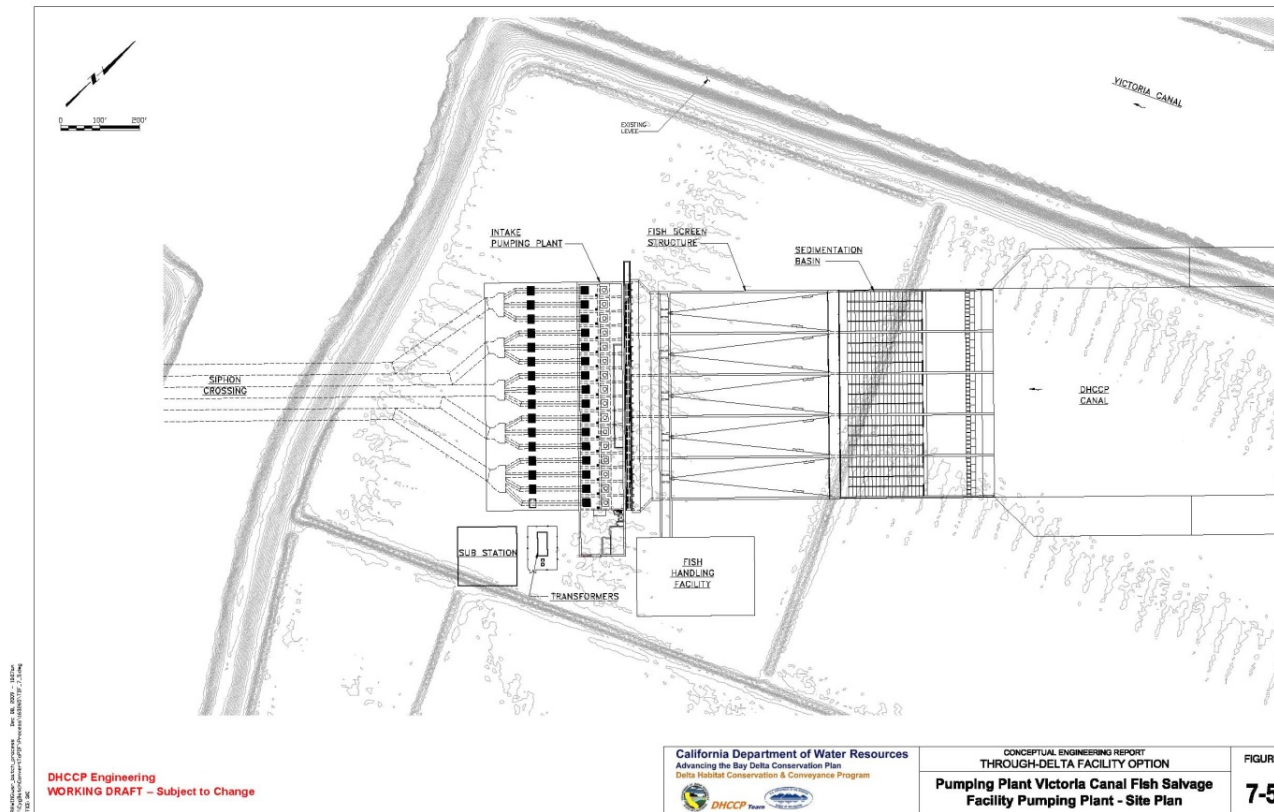 VICTORIA CANAL
0 100' 200'
EXISTING
LEVEE
INTAKE
PUMPING PLANT
FISH SCREEN
STRUCTURE
SEDIMENTATION
BASIN
SIPHON
CROSSING
DHCCP
CANAL
SUB STATION
FISH
HANDLING
FACILITY
TRANSFORMERS
DHCCP Engineering
WORKING DRAFT – Subject to Change
California Department of Water Resources
Advancing the Bay Delta Conservation Plan
Delta Habitat Conservation & Conveyance Program
DHCCP Team
CONCEPTUAL ENGINEERING REPORT
THROUGH-DELTA FACILITY OPTION
Pumping Plant Victoria Canal Fish Salvage
Facility Pumping Plant - Site Plan
FIGUR
7-5